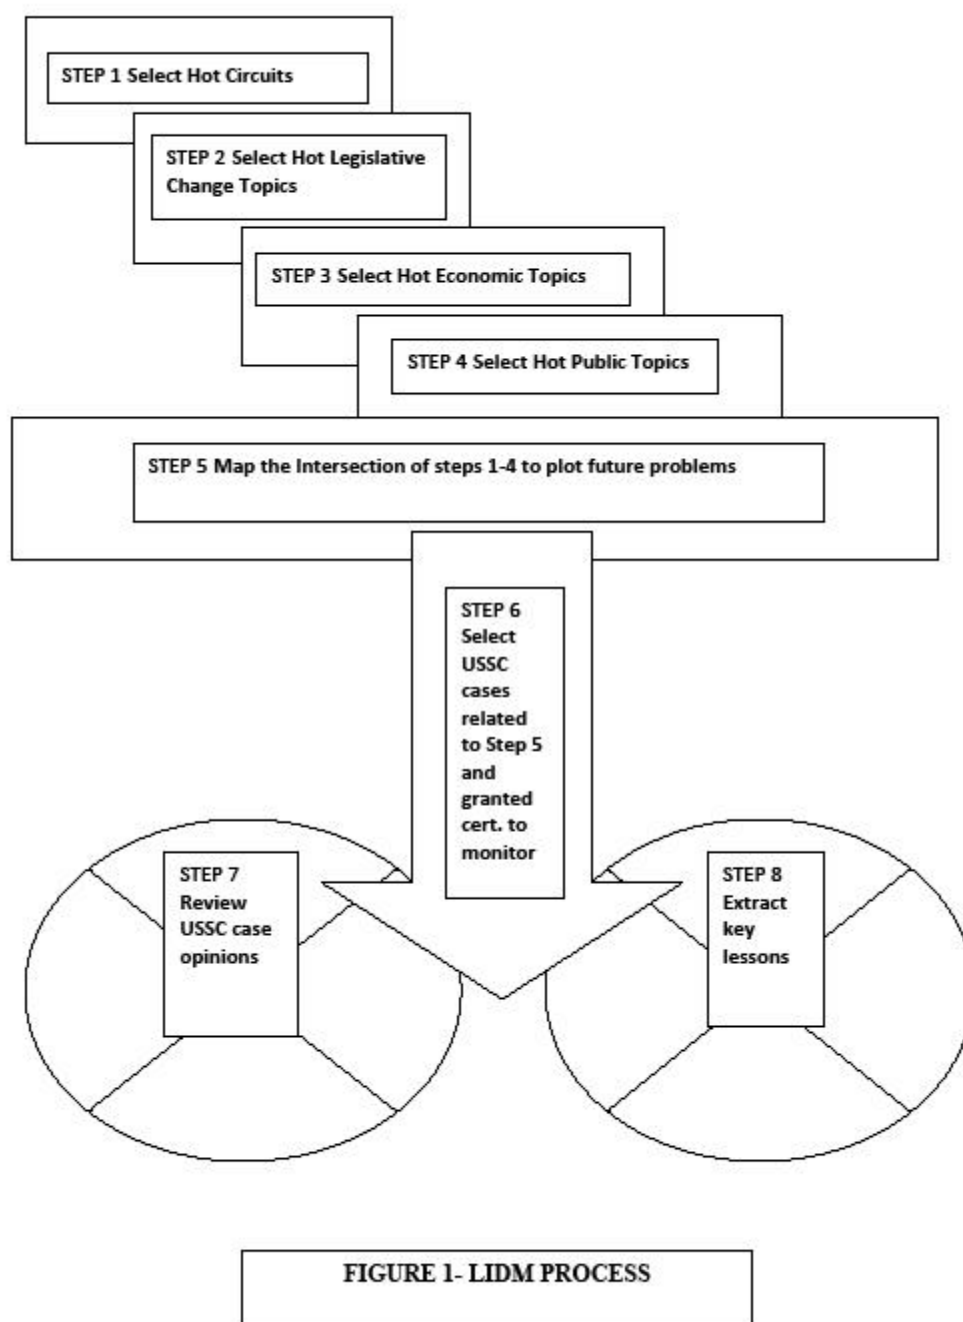 STEP 1 Select Hot Circuits
STEP 2 Select Hot Legislative
Change Topics
STEP 3 Select Hot Economic Topics
STEP 4 Select Hot Public Topics
STEP 5 Map the Intersection of steps 1-4 to plot future problems
STEP 6
Select
USSC
cases
related
to Step 5
and
granted
cert. to
monitor
STEP 7
Review
USSC case
opinions
STEP 8
Extract
key
lessons
FIGURE 1- LIDM PROCESS